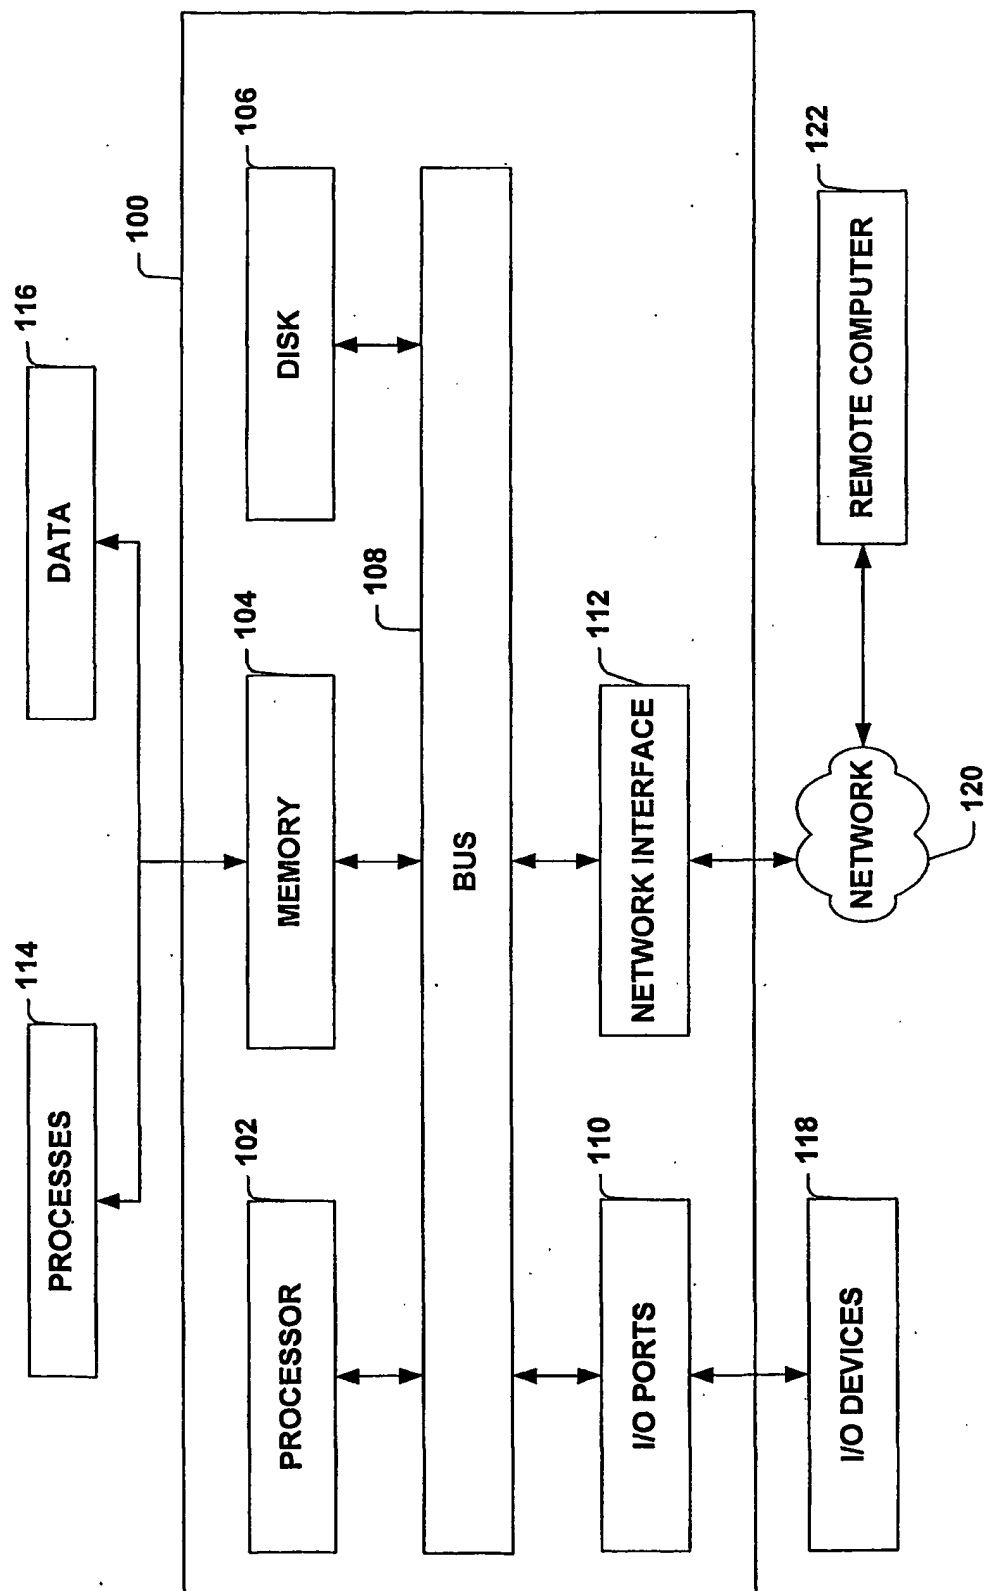 PROCESSES
114
DATA
116
100
PROCESSOR
102
MEMORY
104
DISK
106
108
BUS
I/O PORTS
110
NETWORK INTERFACE
112
I/O DEVICES
118
NETWORK
120
REMOTE COMPUTER
122